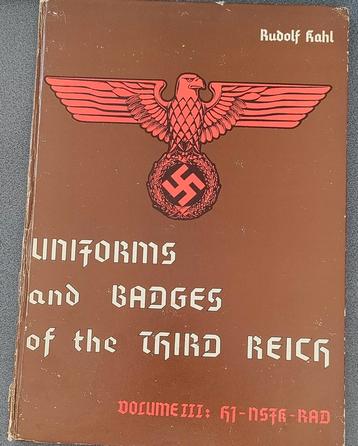 Rudolf Kahl
UNIFORMS
and BADGES
of the THIRD REICH
VOLUME III: HJ-NSFK-RAD